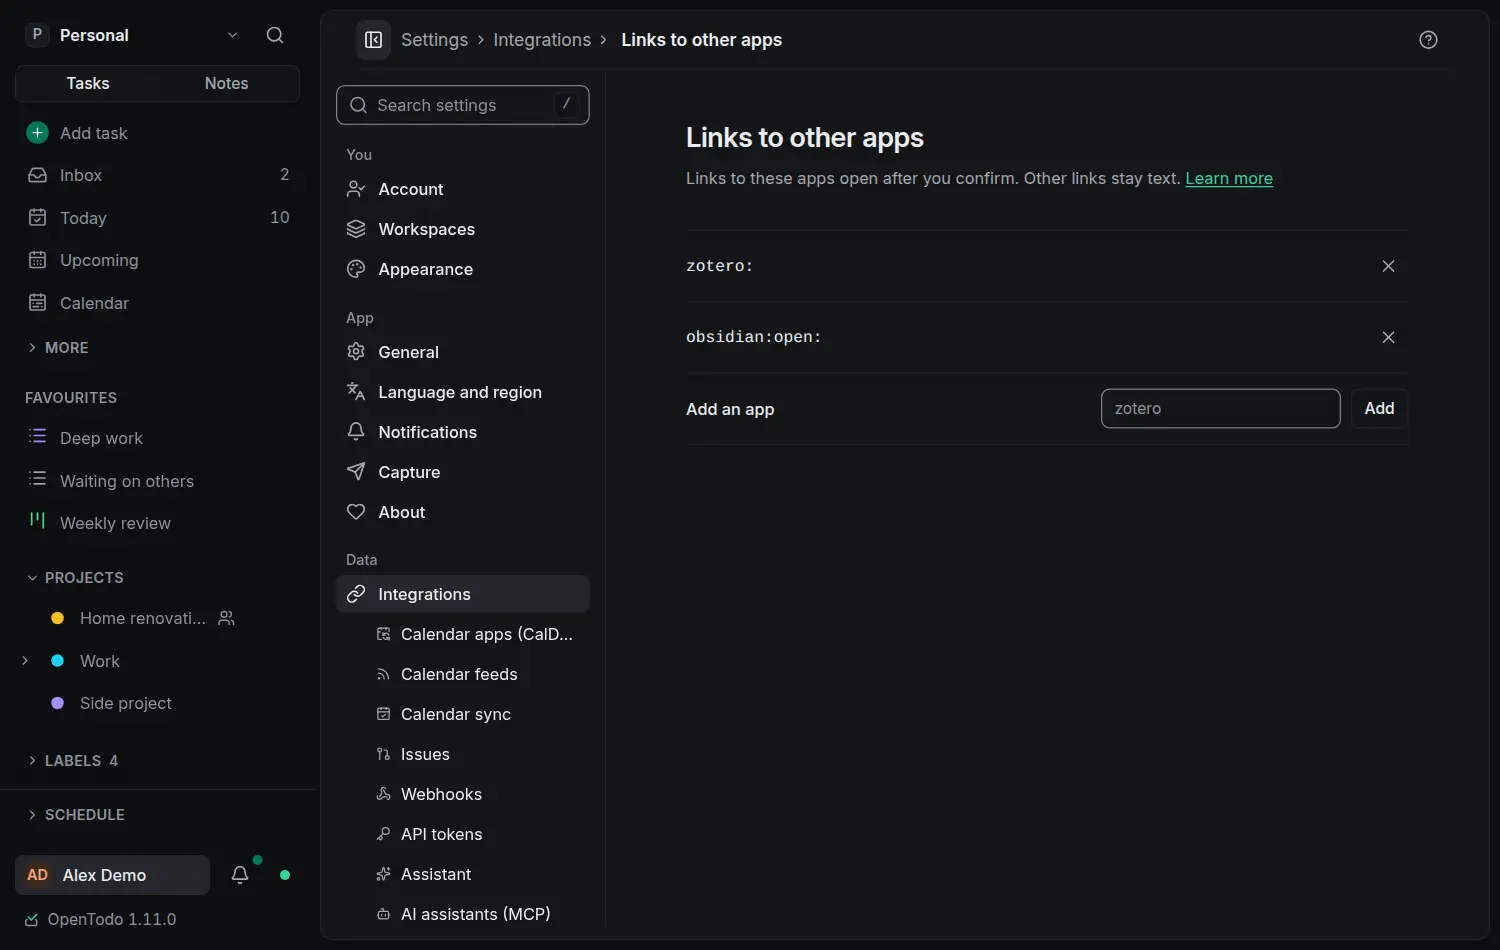 P Personal
Tasks Notes
Add task
Inbox 2
Today 10
Upcoming
Calendar
MORE
FAVOURITES
Deep work
Waiting on others
Weekly review
PROJECTS
Home renovati...
Work
Side project
LABELS 4
SCHEDULE
AD Alex Demo
OpenTodo 1.11.0
Settings Integrations Links to other apps
Search settings /
You
Account
Workspaces
Appearance
App
General
Language and region
Notifications
Capture
About
Data
Integrations
Calendar apps (CalD...
Calendar feeds
Calendar sync
Issues
Webhooks
API tokens
Assistant
AI assistants (MCP)
Links to other apps
Links to these apps open after you confirm. Other links stay text. Learn more
zotero:
obsidian:open:
Add an app zotero Add